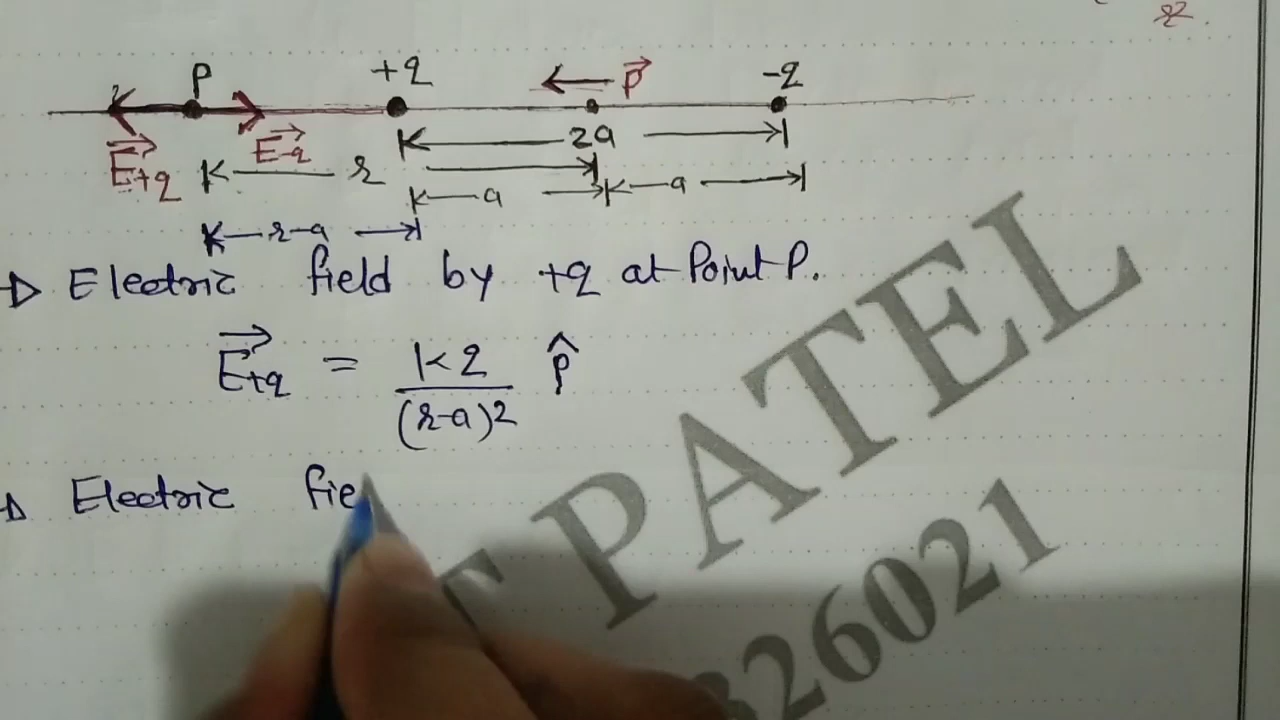 P +q p⃗ -q
2a
E⃗+q E⃗-q r
a a
r-a
Electric field by +q at Point P.
E⃗+q = kq / (r-a)2 p̂
Electric fie
T PATEL
326021